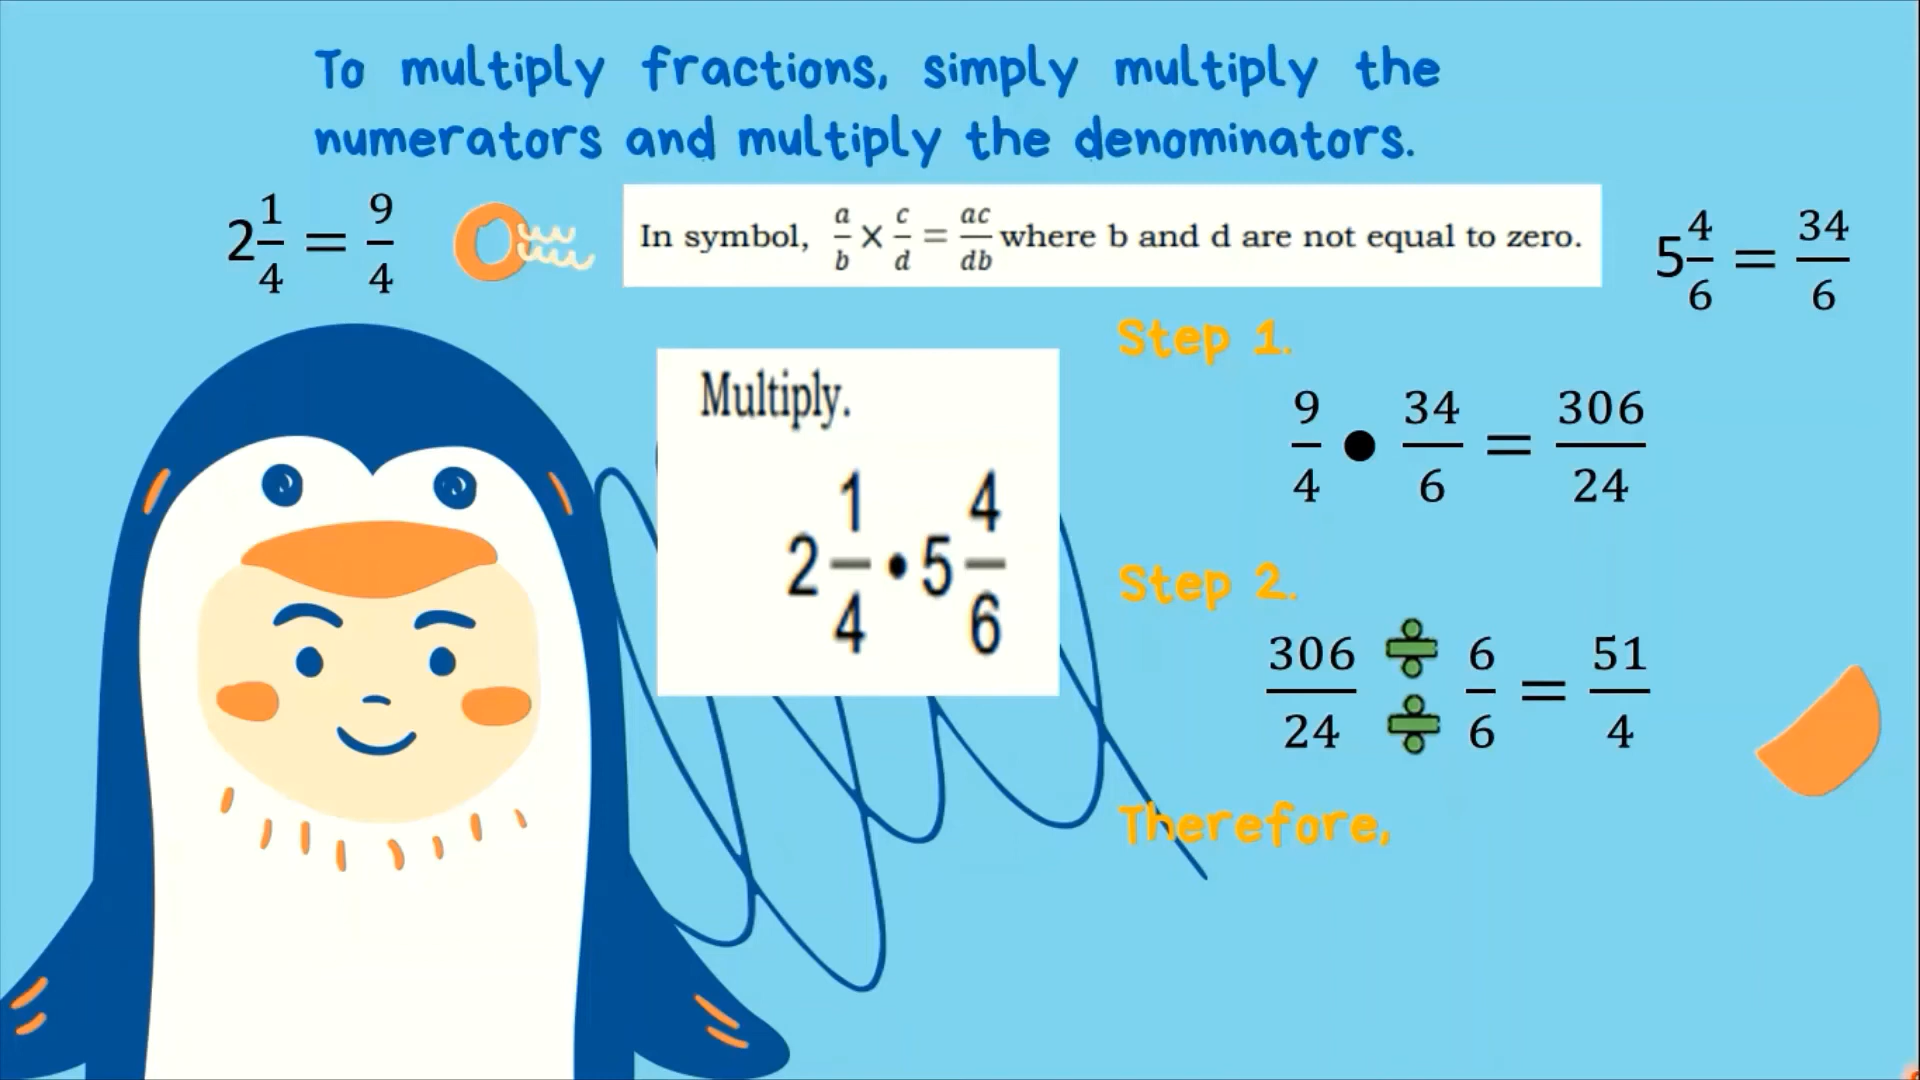 To multiply fractions, simply multiply the
numerators and multiply the denominators.
2 1/4 = 9/4
In symbol, a/b × c/d = ac/db where b and d are not equal to zero.
5 4/6 = 34/6
Multiply.
2 1/4 • 5 4/6
Step 1.
9/4 • 34/6 = 306/24
Step 2.
306/24 ÷/÷ 6/6 = 51/4
Therefore,